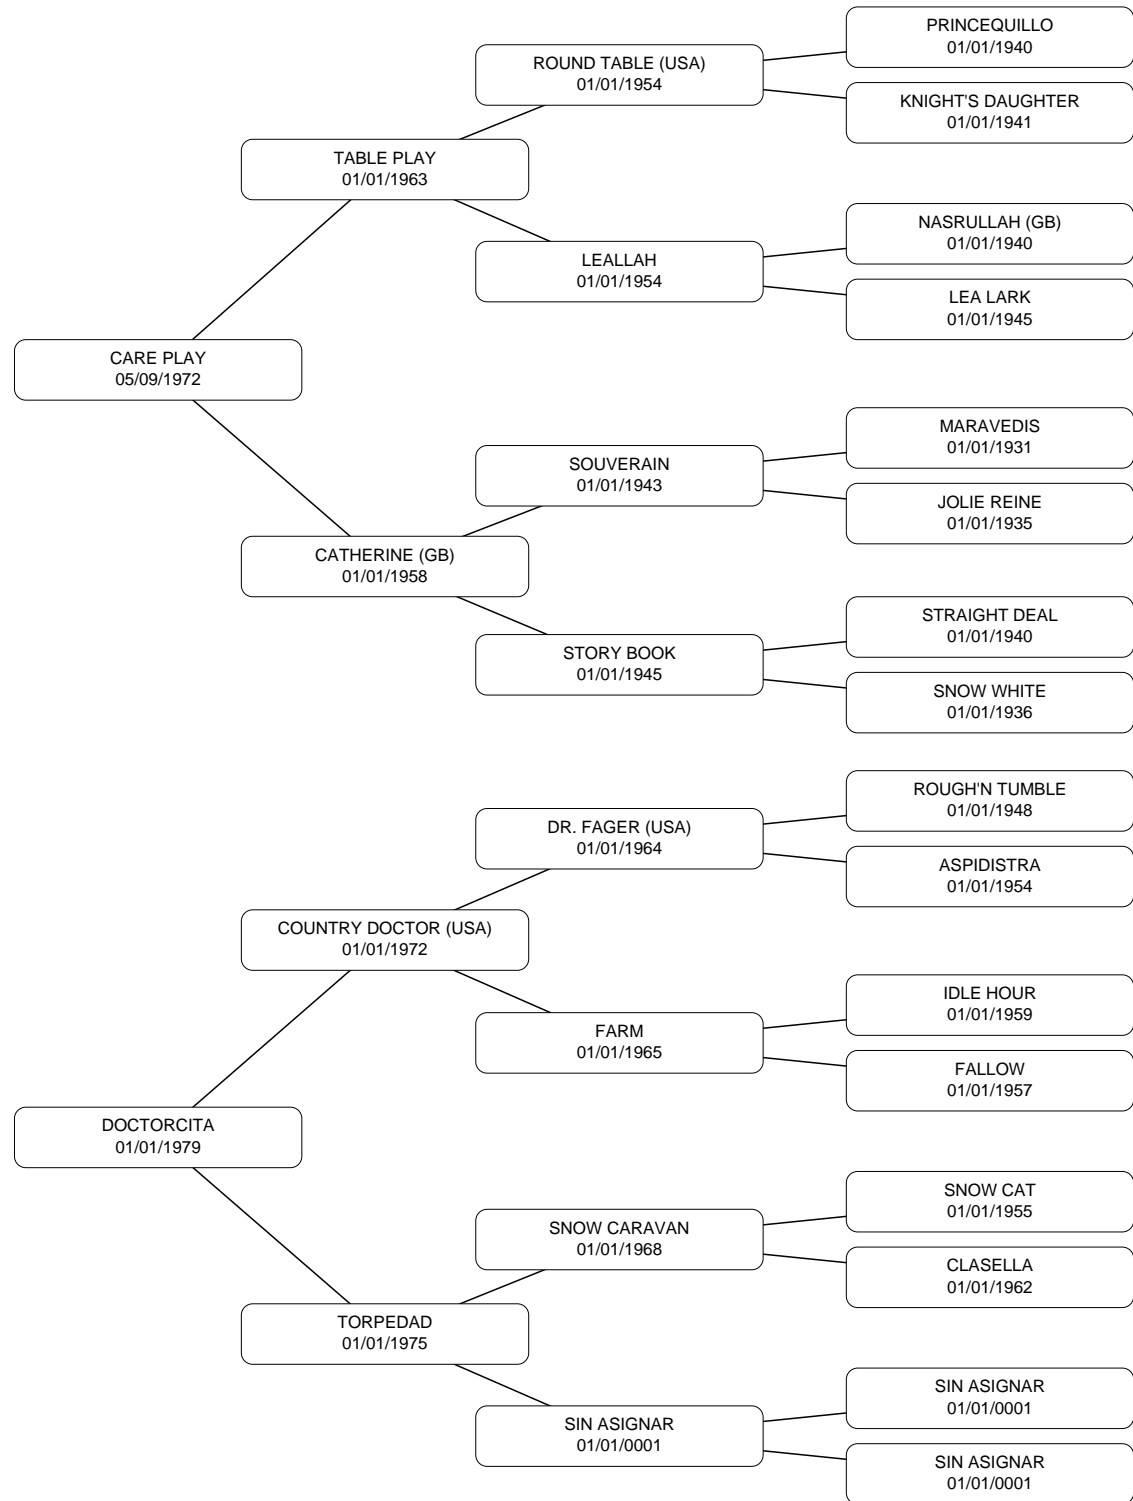 PRINCEQUILLO
01/01/1940
ROUND TABLE (USA)
01/01/1954
KNIGHT'S DAUGHTER
01/01/1941
TABLE PLAY
01/01/1963
NASRULLAH (GB)
01/01/1940
LEALLAH
01/01/1954
LEA LARK
01/01/1945
CARE PLAY
05/09/1972
MARAVEDIS
01/01/1931
SOUVERAIN
01/01/1943
JOLIE REINE
01/01/1935
CATHERINE (GB)
01/01/1958
STRAIGHT DEAL
01/01/1940
STORY BOOK
01/01/1945
SNOW WHITE
01/01/1936
ROUGH'N TUMBLE
01/01/1948
DR. FAGER (USA)
01/01/1964
ASPIDISTRA
01/01/1954
COUNTRY DOCTOR (USA)
01/01/1972
IDLE HOUR
01/01/1959
FARM
01/01/1965
FALLOW
01/01/1957
DOCTORCITA
01/01/1979
SNOW CAT
01/01/1955
SNOW CARAVAN
01/01/1968
CLASELLA
01/01/1962
TORPEDAD
01/01/1975
SIN ASIGNAR
01/01/0001
SIN ASIGNAR
01/01/0001
SIN ASIGNAR
01/01/0001